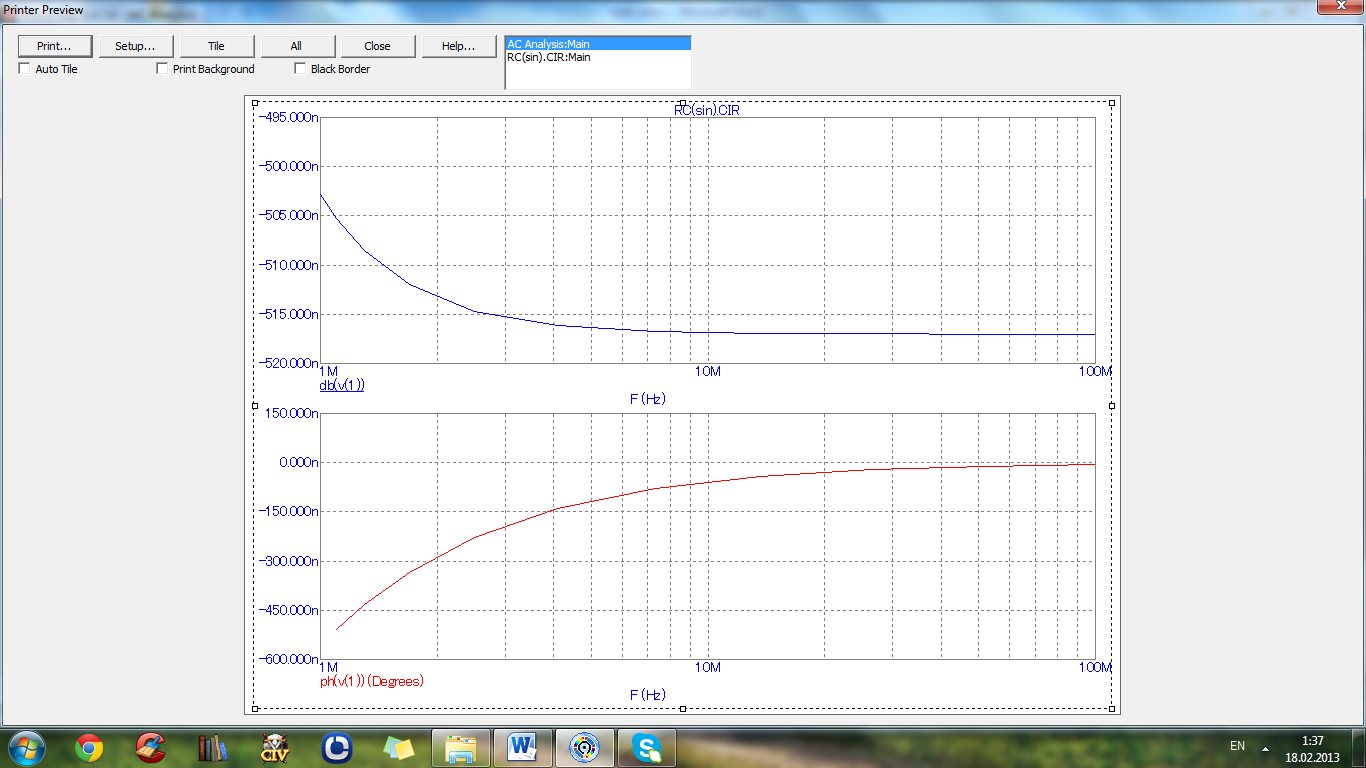 Printer Preview
Print...
Setup...
Tile
All
Close
Help...
AC Analysis:Main
RC(sin).CIR:Main
Auto Tile
Print Background
Black Border
RC(sin).CIR
-495.000n
-500.000n
-505.000n
-510.000n
-515.000n
-520.000n
1M
10M
100M
db(v(1))
F (Hz)
150.000n
0.000n
-150.000n
-300.000n
-450.000n
-600.000n
1M
10M
100M
ph(v(1)) (Degrees)
F (Hz)
CIV
W
S
EN
1:37
18.02.2013